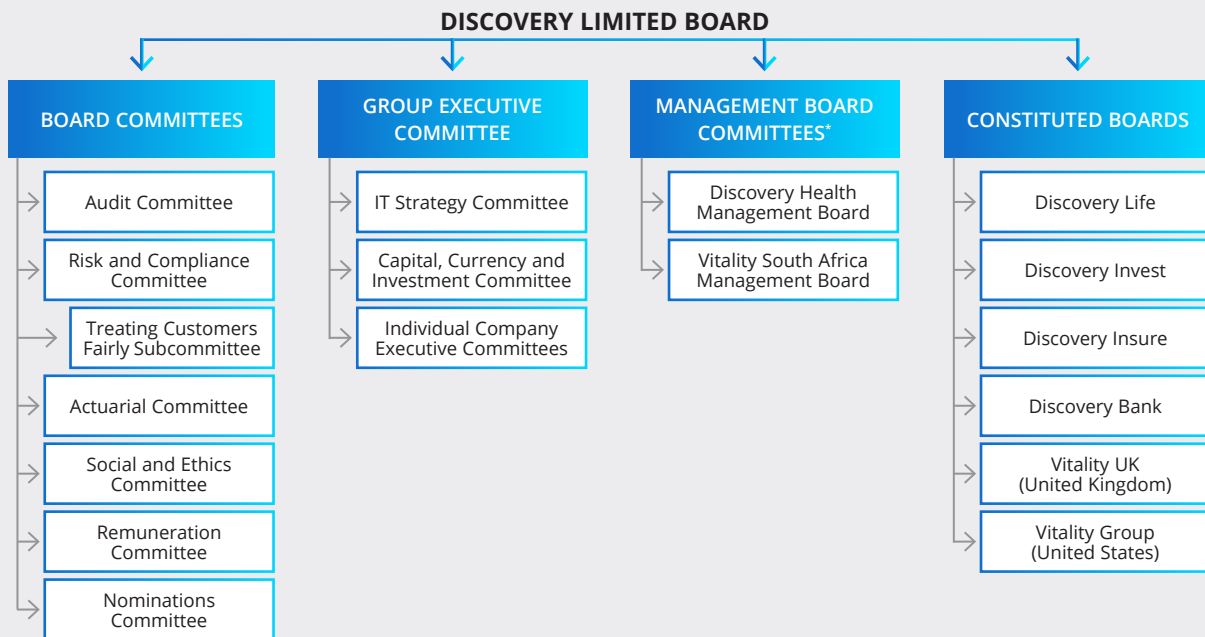 DISCOVERY LIMITED BOARD
BOARD COMMITTEES
Audit Committee
Risk and Compliance
Committee
Treating Customers
Fairly Subcommittee
Actuarial Committee
Social and Ethics
Committee
Remuneration
Committee
Nominations
Committee
GROUP EXECUTIVE
COMMITTEE
IT Strategy Committee
Capital, Currency and
Investment Committee
Individual Company
Executive Committees
MANAGEMENT BOARD
COMMITTEES*
Discovery Health
Management Board
Vitality South Africa
Management Board
CONSTITUTED BOARDS
Discovery Life
Discovery Invest
Discovery Insure
Discovery Bank
Vitality UK
(United Kingdom)
Vitality Group
(United States)